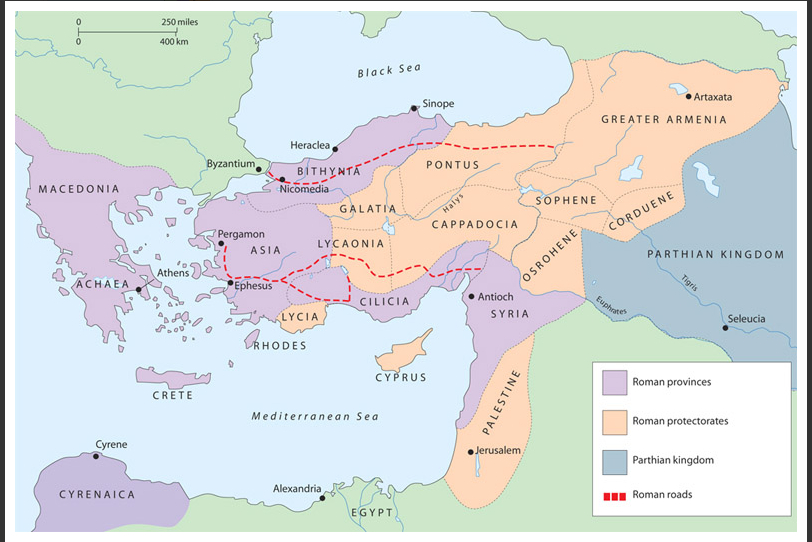 0 250 miles
0 400 km
Black Sea
Sinope
Artaxata
GREATER ARMENIA
Heraclea
Byzantium
BITHYNIA
PONTUS
Nicomedia
MACEDONIA
SOPHENE
CORDUENE
GALATIA
Halys
CAPPADOCIA
Pergamon
ASIA
LYCAONIA
OSROHENE
PARTHIAN KINGDOM
Athens
ACHAEA
Ephesus
Tigris
CILICIA
Antioch
SYRIA
Euphrates
LYCIA
Seleucia
RHODES
CYPRUS
CRETE
PALESTINE
Mediterranean Sea
Roman provinces
Roman protectorates
Parthian kingdom
Roman roads
Cyrene
Jerusalem
CYRENAICA
Alexandria
EGYPT